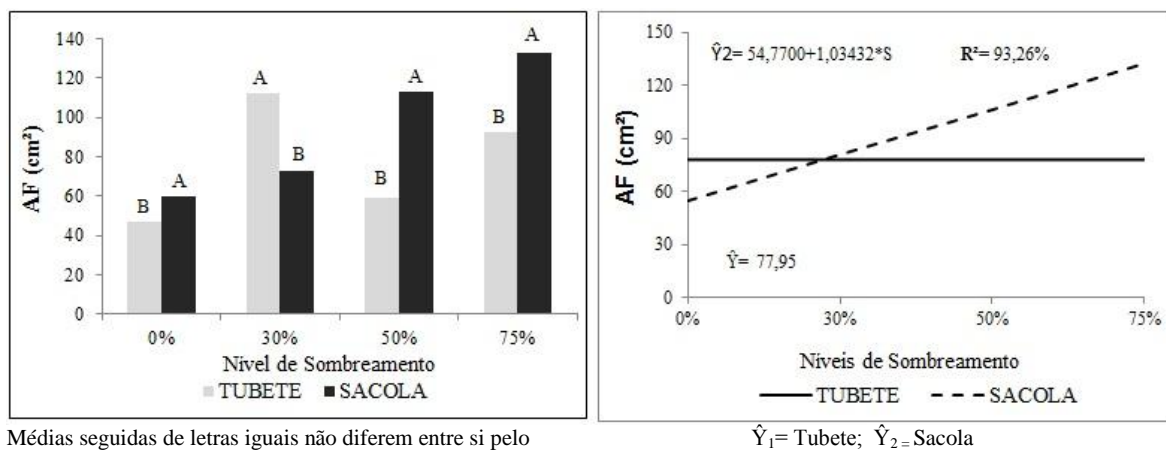 140
120
100
80
60
40
20
0
AF (cm²)
B
A
A
B
B
A
B
A
0%
30%
50%
75%
Nível de Sombreamento
TUBETE
SACOLA
150
120
90
60
30
0
AF (cm²)
Ŷ2= 54,7700+1,03432*S
R²= 93,26%
Ŷ= 77,95
0%
30%
50%
75%
Níveis de Sombreamento
TUBETE
SACOLA
Médias seguidas de letras iguais não diferem entre si pelo
Ŷ₁= Tubete; Ŷ₂ = Sacola